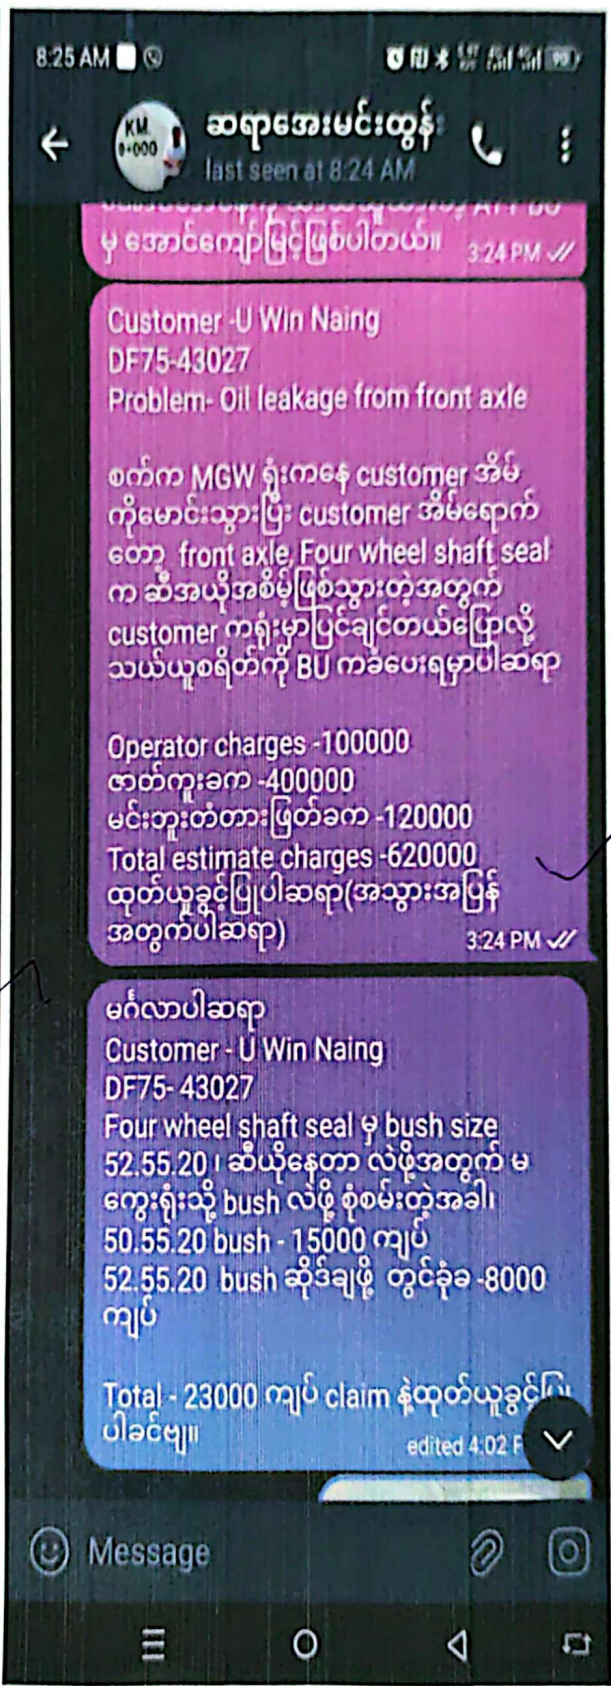 8:25 AM
90
KM.
0+000
ဆရာအေးမင်းထွန်း
last seen at 8:24 AM
မှ အောင်ကျော်မြင့်ဖြစ်ပါတယ်။ 3:24 PM
Customer -U Win Naing
DF75-43027
Problem- Oil leakage from front axle
စက်က MGW ရုံးကနေ customer အိမ်
ကိုမောင်းသွားပြီး customer အိမ်ရောက်
တော့ front axle, Four wheel shaft seal
က ဆီအယိုအစိမ့်ဖြစ်သွားတဲ့အတွက်
customer ကရုံးမှာပြင်ချင်တယ်ပြောလို့
သယ်ယူစရိတ်ကို BU ကခံပေးရမှာပါဆရာ
Operator charges -100000
ဇာတ်ကူးခက -400000
မင်းဘူးတံတားဖြတ်ခက -120000
Total estimate charges -620000
ထုတ်ယူခွင့်ပြုပါဆရာ(အသွားအပြန်
အတွက်ပါဆရာ) 3:24 PM
မင်္ဂလာပါဆရာ
Customer - U Win Naing
DF75- 43027
Four wheel shaft seal မှ bush size
52.55.20 ၊ ဆီယိုနေတာ လဲဖို့အတွက် မ
ကွေးရုံးသို့ bush လဲဖို့ စုံစမ်းတဲ့အခါ၊
50.55.20 bush - 15000 ကျပ်
52.55.20 bush ဆိုဒ်ချဖို့ တွင်ခုံခ -8000
ကျပ်
Total - 23000 ကျပ် claim နဲ့ထုတ်ယူခွင့်ပြု
ပါခင်ဗျ။ edited 4:02 P
Message